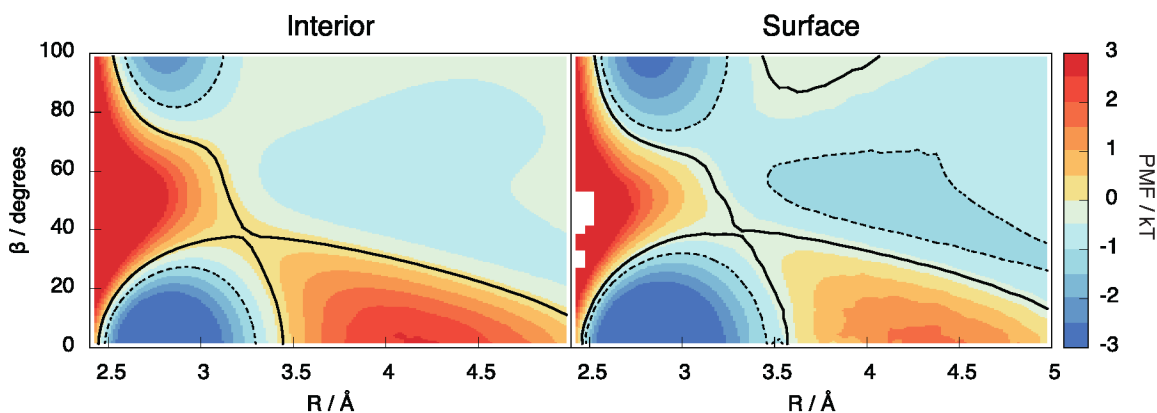 Interior Surface
100
80
60
40
20
0
β / degrees
2.5 3 3.5 4 4.5
R / Å
2.5 3 3.5 4 4.5 5
R / Å
3
2
1
0
-1
-2
-3
PMF / kT